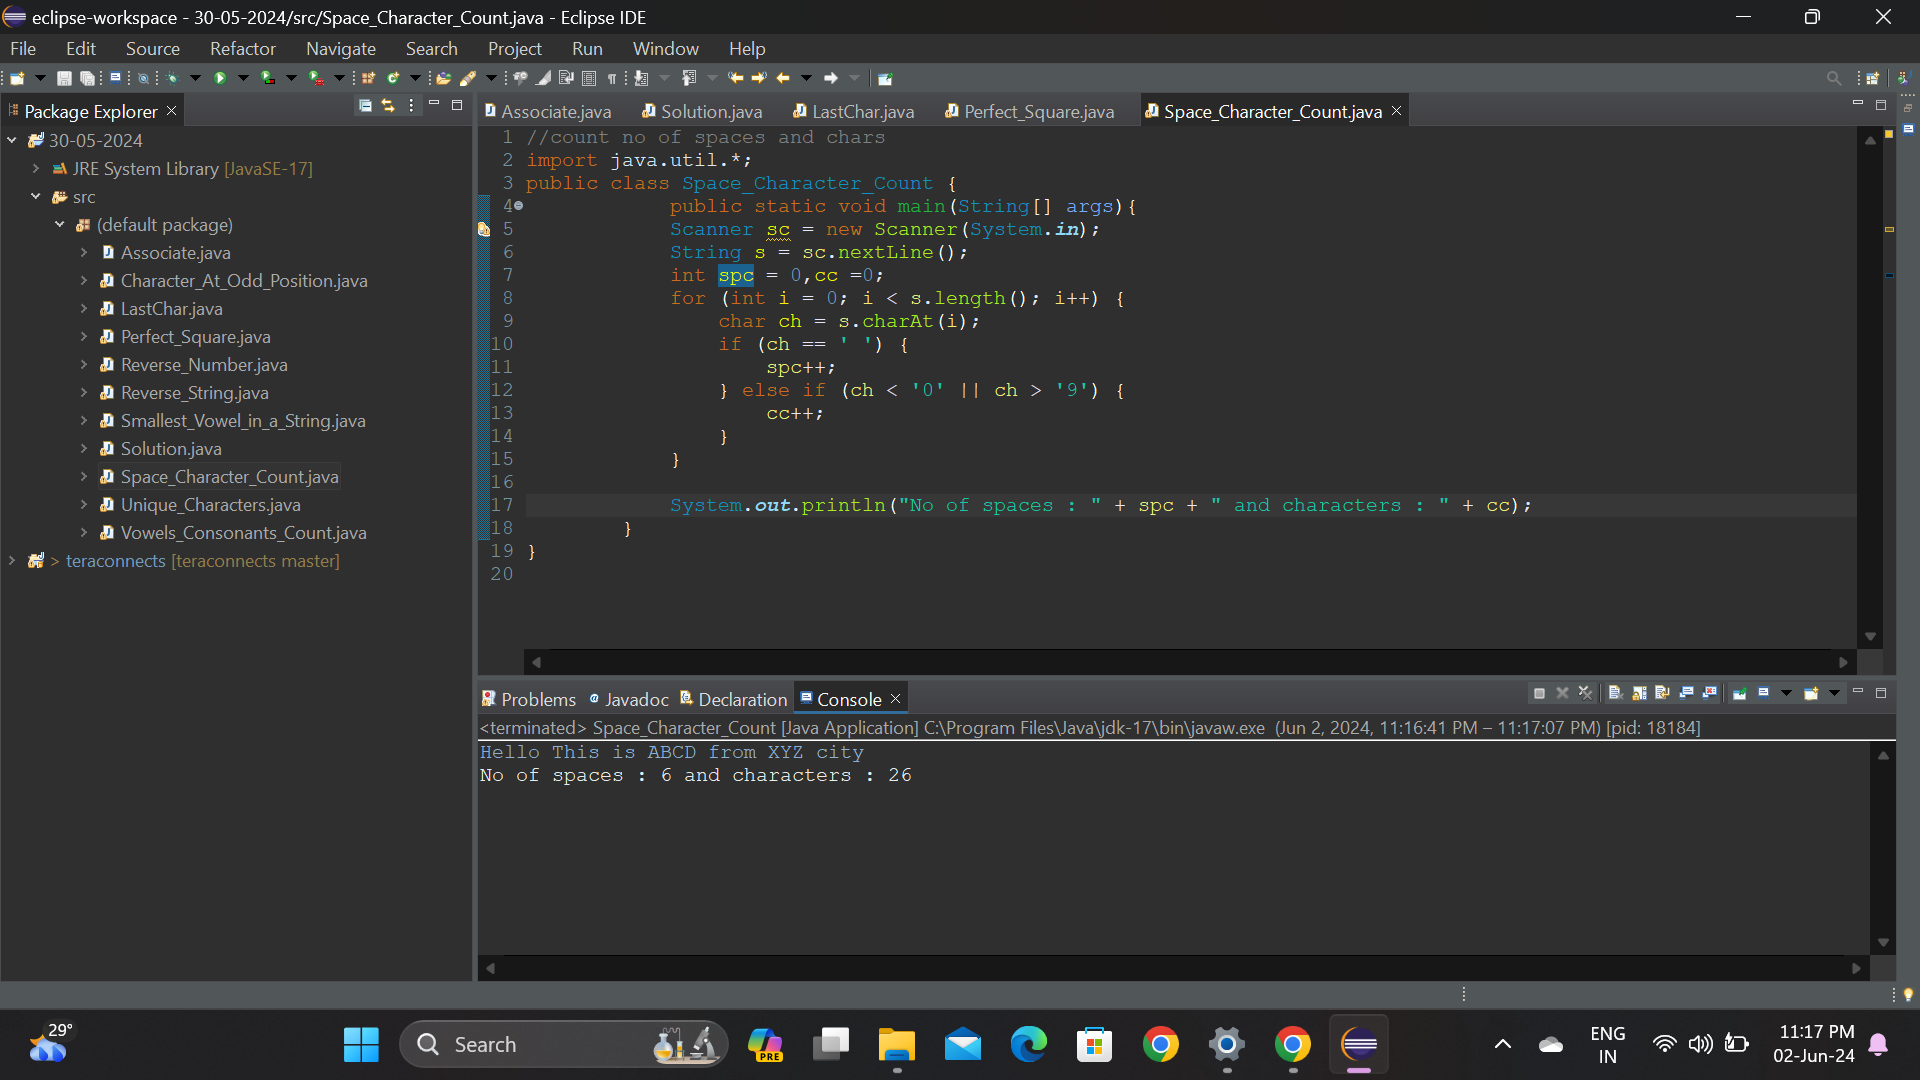 eclipse-workspace - 30-05-2024/src/Space_Character_Count.java - Eclipse IDE
File Edit Source Refactor Navigate Search Project Run Window Help
Package Explorer
30-05-2024
JRE System Library [JavaSE-17]
src
(default package)
Associate.java
Character_At_Odd_Position.java
LastChar.java
Perfect_Square.java
Reverse_Number.java
Reverse_String.java
Smallest_Vowel_in_a_String.java
Solution.java
Space_Character_Count.java
Unique_Characters.java
Vowels_Consonants_Count.java
> teraconnects [teraconnects master]
Associate.java Solution.java LastChar.java Perfect_Square.java Space_Character_Count.java
1 //count no of spaces and chars
2 import java.util.*;
3 public class Space_Character_Count {
4 public static void main(String[] args){
5 Scanner sc = new Scanner(System.in);
6 String s = sc.nextLine();
7 int spc = 0,cc =0;
8 for (int i = 0; i < s.length(); i++) {
9 char ch = s.charAt(i);
10 if (ch == ' ') {
11 spc++;
12 } else if (ch < '0' || ch > '9') {
13 cc++;
14 }
15 }
16
17 System.out.println("No of spaces : " + spc + " and characters : " + cc);
18 }
19 }
20
Problems Javadoc Declaration Console
<terminated> Space_Character_Count [Java Application] C:\Program Files\Java\jdk-17\bin\javaw.exe (Jun 2, 2024, 11:16:41 PM – 11:17:07 PM) [pid: 18184]
Hello This is ABCD from XYZ city
No of spaces : 6 and characters : 26
29°
Search
PRE
ENG
IN
11:17 PM
02-Jun-24